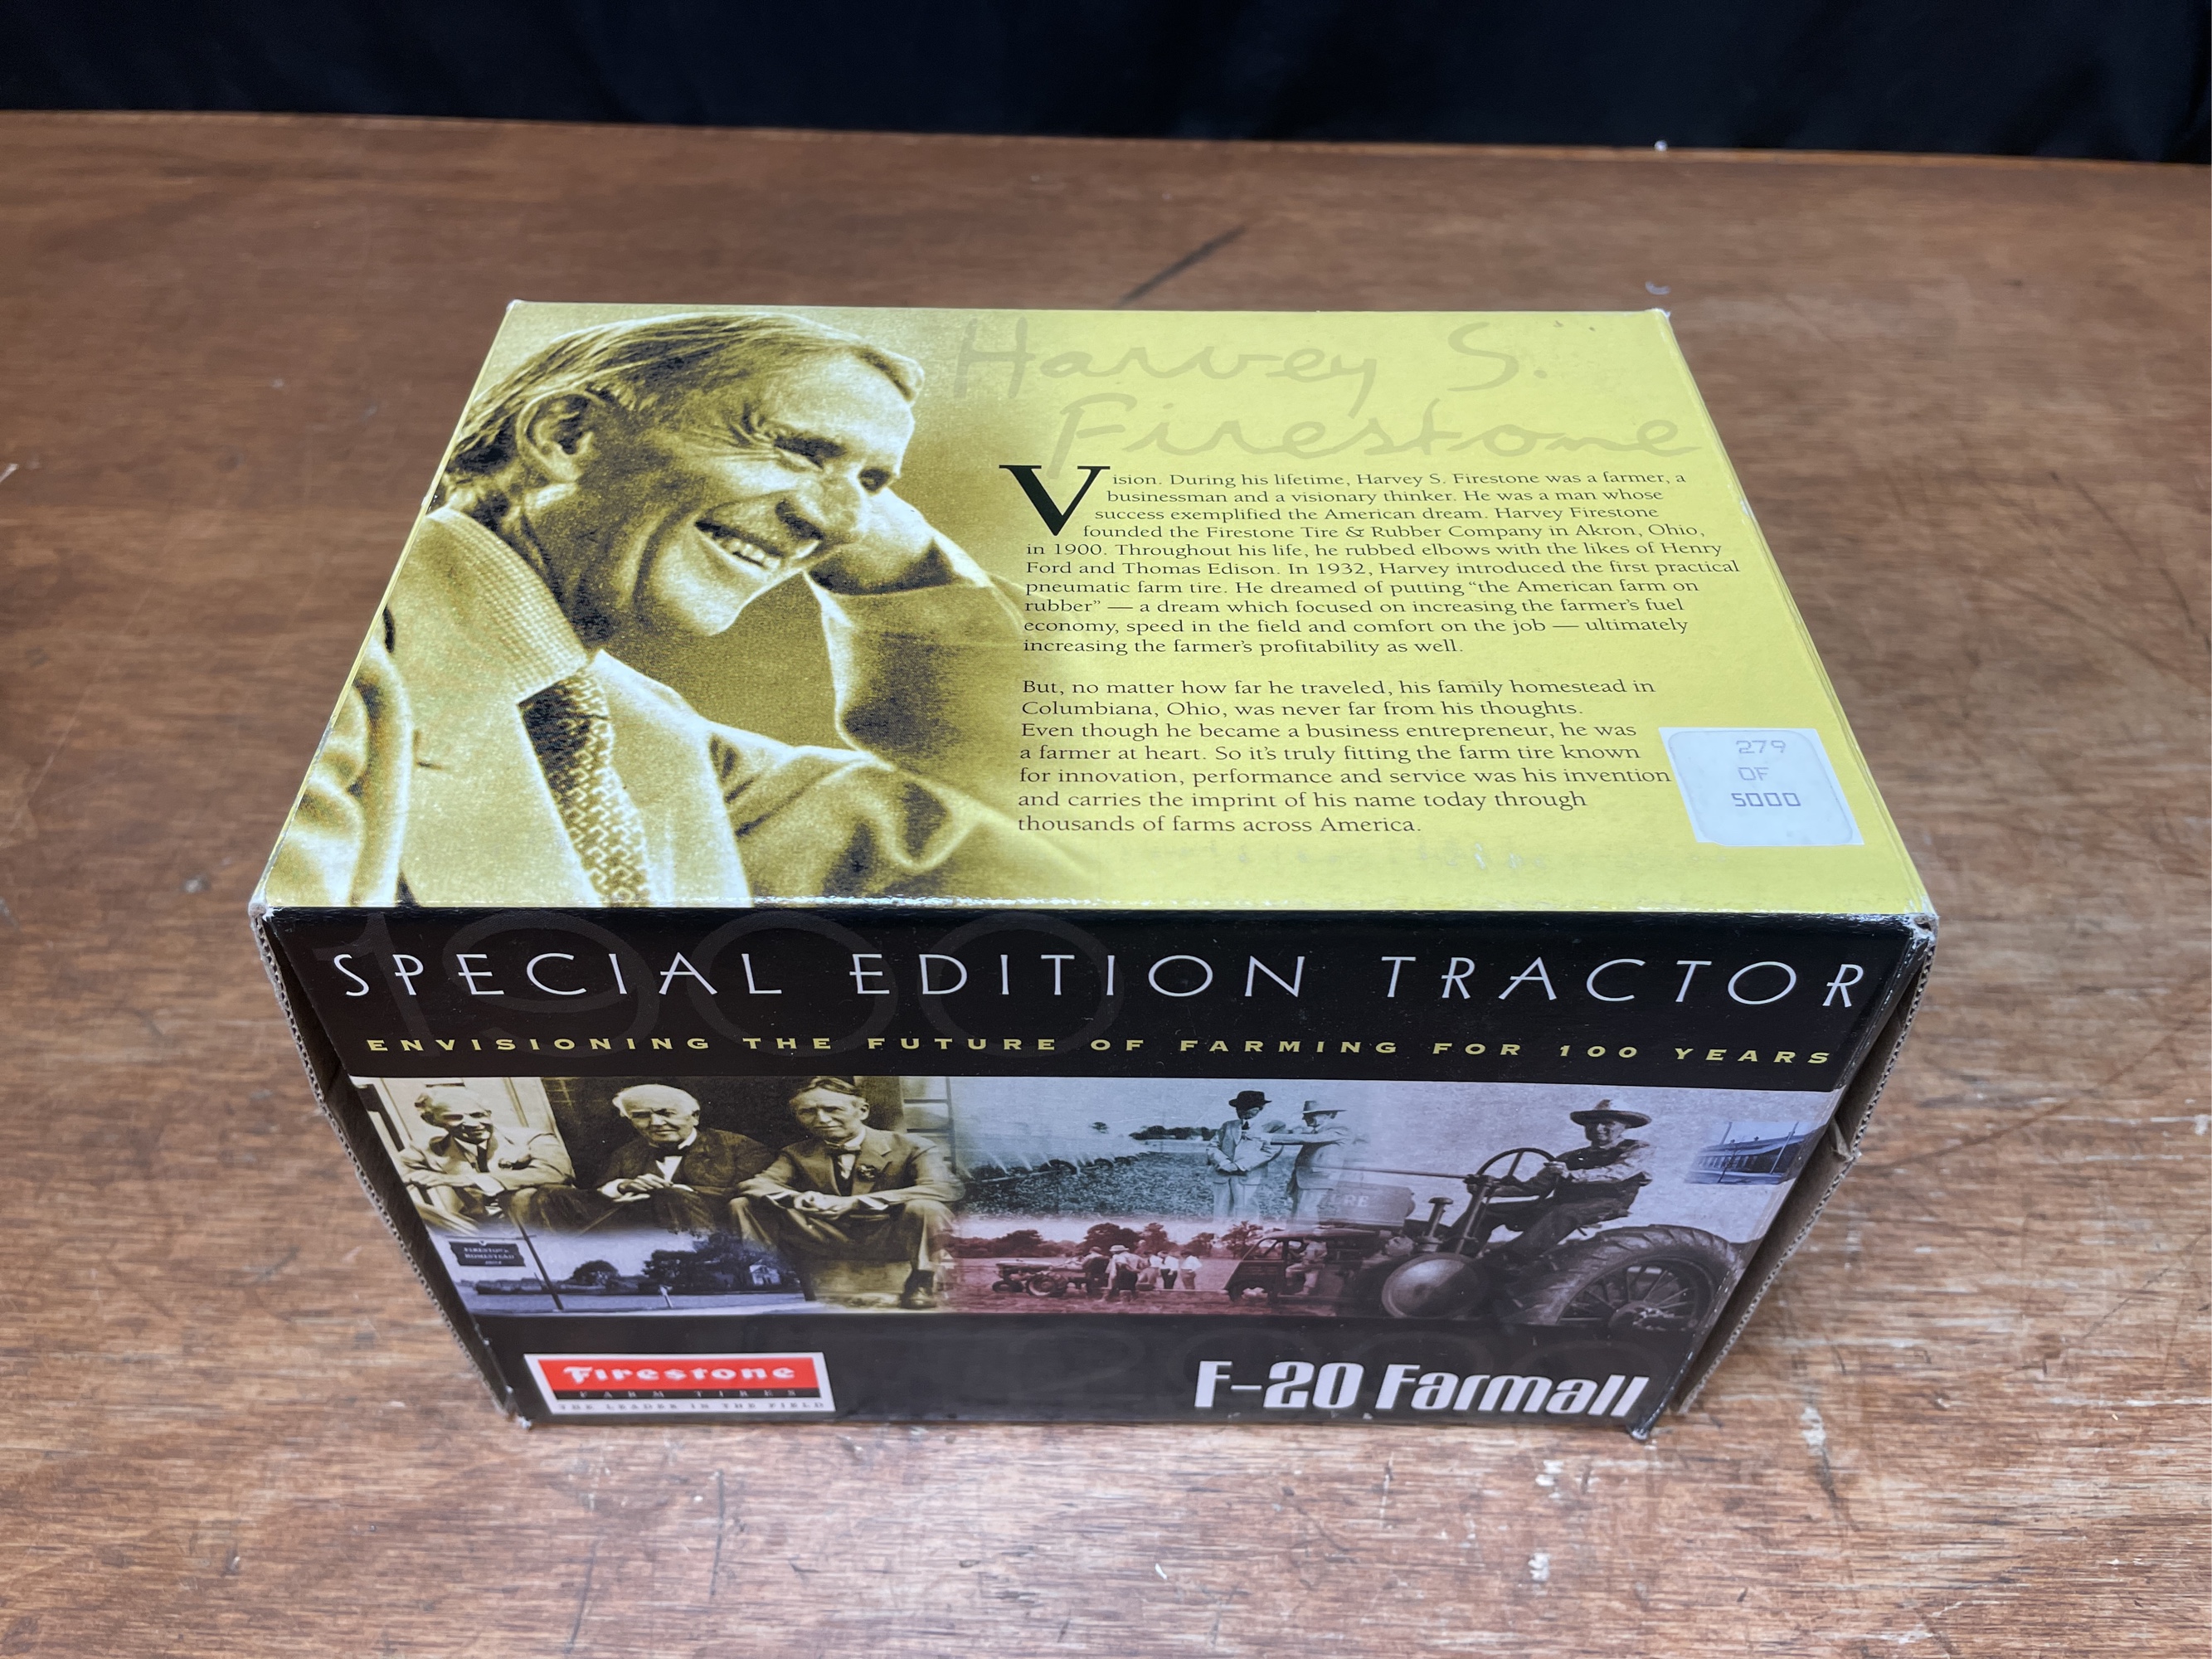 Harvey S.
Firestone
Vision. During his lifetime, Harvey S. Firestone was a farmer, a
businessman and a visionary thinker. He was a man whose
success exemplified the American dream. Harvey Firestone
founded the Firestone Tire & Rubber Company in Akron, Ohio,
in 1900. Throughout his life, he rubbed elbows with the likes of Henry
Ford and Thomas Edison. In 1932, Harvey introduced the first practical
pneumatic farm tire. He dreamed of putting “the American farm on
rubber” — a dream which focused on increasing the farmer’s fuel
economy, speed in the field and comfort on the job — ultimately
increasing the farmer’s profitability as well.
But, no matter how far he traveled, his family homestead in
Columbiana, Ohio, was never far from his thoughts.
Even though he became a business entrepreneur, he was
a farmer at heart. So it’s truly fitting the farm tire known
for innovation, performance and service was his invention
and carries the imprint of his name today through
thousands of farms across America.
279
OF
5000
1900
SPECIAL EDITION TRACTOR
ENVISIONING THE FUTURE OF FARMING FOR 100 YEARS
FIRESTONE
HOMESTEAD
2000
Firestone
FARM TIRES
THE LEADER IN THE FIELD
F-20 Farmall